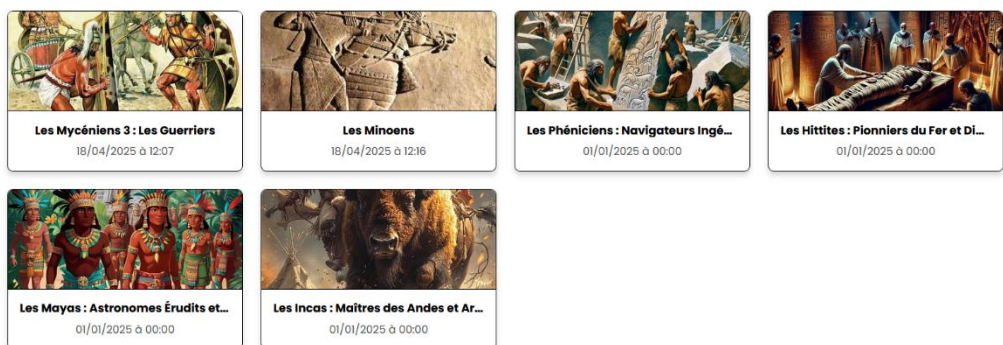 Les Mycéniens 3 : Les Guerriers
18/04/2025 à 12:07
Les Minoens
18/04/2025 à 12:16
Les Phéniciens : Navigateurs Ingé...
01/01/2025 à 00:00
Les Hittites : Pionniers du Fer et Di...
01/01/2025 à 00:00
Les Mayas : Astronomes Érudits et...
01/01/2025 à 00:00
Les Incas : Maîtres des Andes et Ar...
01/01/2025 à 00:00